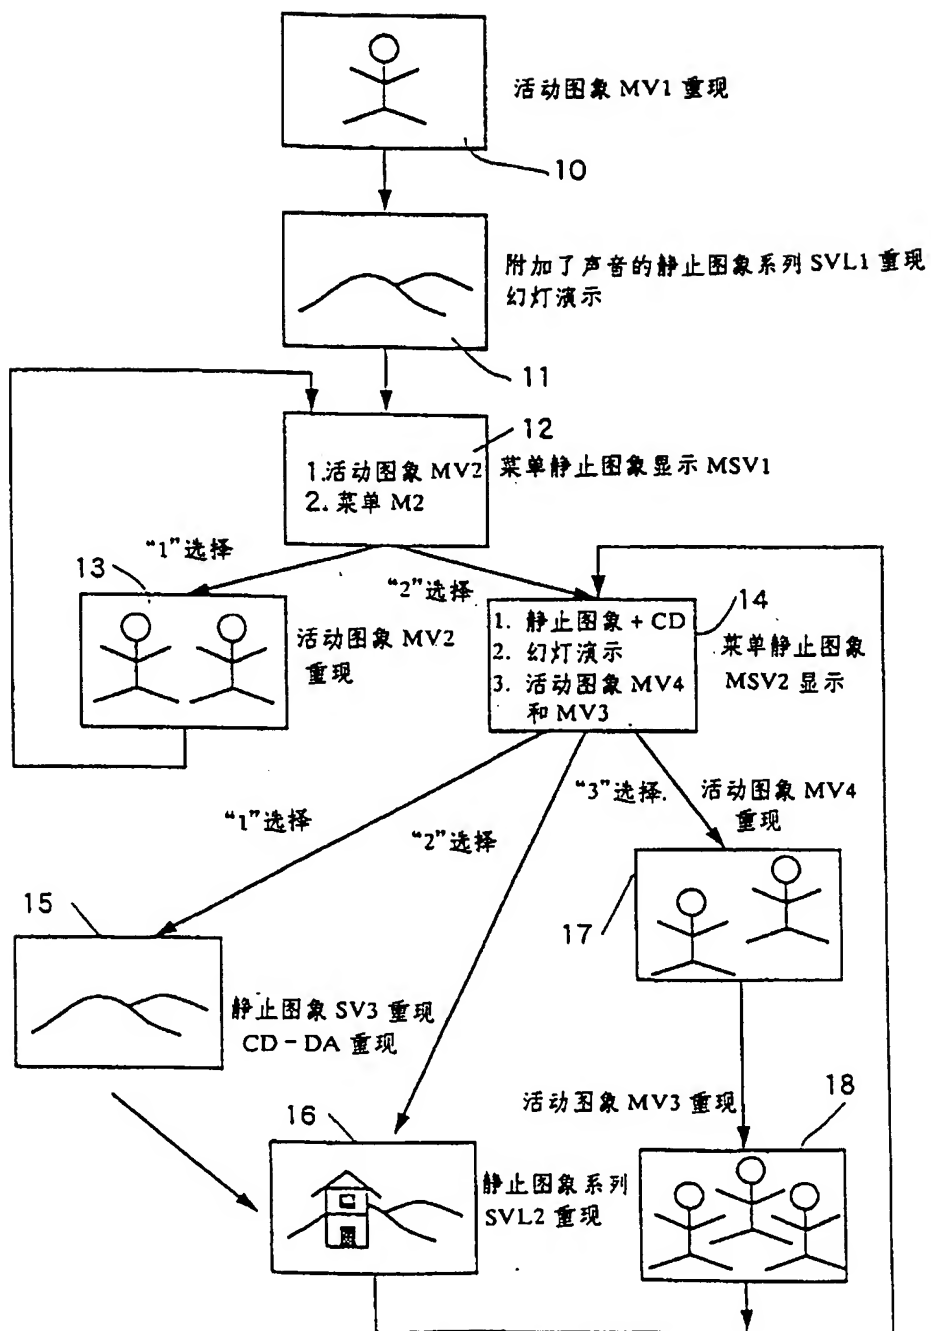 活动图象 MV1 重现
10
附加了声音的静止图象系列 SVL1 重现
幻灯演示
11
12
1.活动图象 MV2
2.菜单 M2
菜单静止图象显示 MSV1
“1”选择
“2”选择
13
活动图象 MV2
重现
14
1. 静止图象 + CD
2. 幻灯演示
3. 活动图象 MV4
和 MV3
菜单静止图象
MSV2 显示
“1”选择
“2”选择
“3”选择.
活动图象 MV4
重现
15
17
静止图象 SV3 重现
CD-DA 重现
活动图象 MV3 重现
18
16
静止图象系列
SVL2 重现